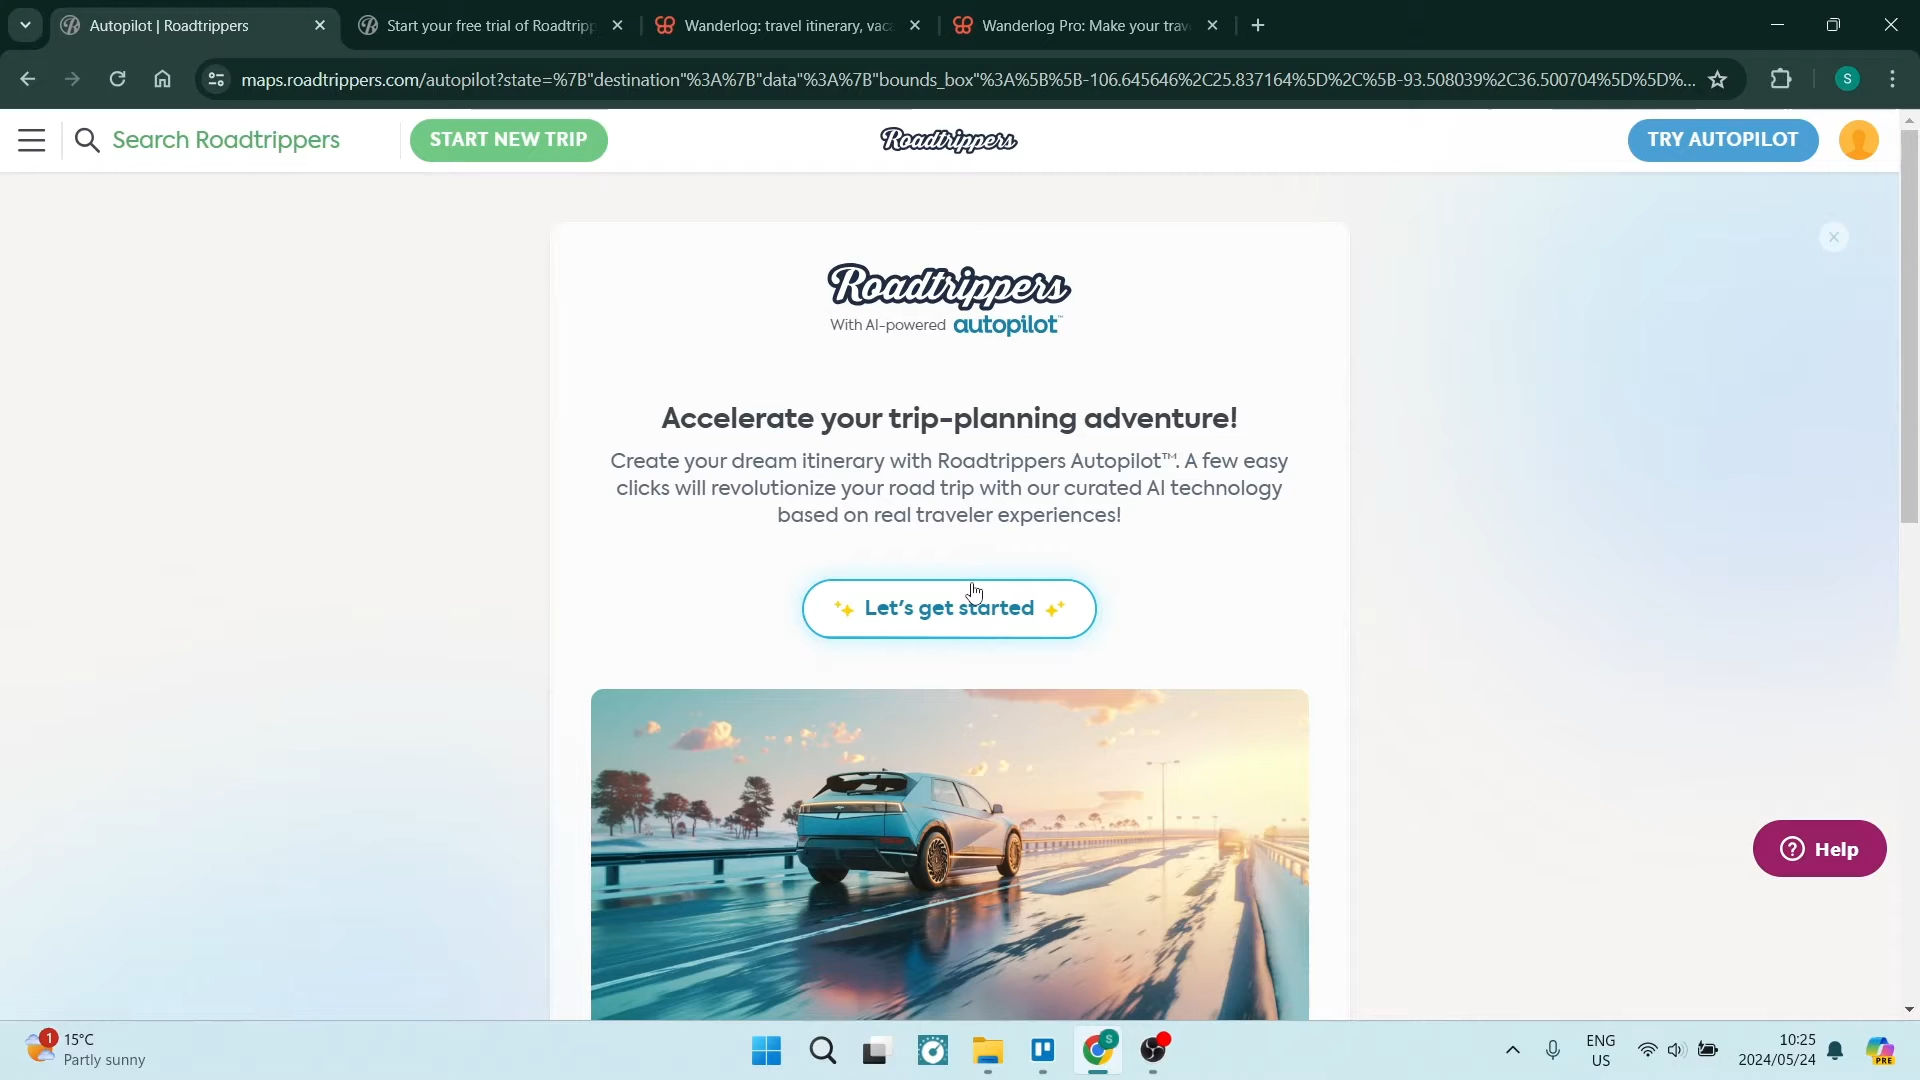 Autopilot | Roadtrippers
Start your free trial of Roadtripp
Wanderlog: travel itinerary, vac
Wanderlog Pro: Make your trav
maps.roadtrippers.com/autopilot?state=%7B"destination"%3A%7B"data"%3A%7B"bounds_box"%3A%5B%5B-106.645646%2C25.837164%5D%2C%5B-93.508039%2C36.500704%5D%5D%...
S
Search Roadtrippers
START NEW TRIP
Roadtrippers
TRY AUTOPILOT
Roadtrippers
With AI-powered autopilot™
Accelerate your trip-planning adventure!
Create your dream itinerary with Roadtrippers Autopilot™. A few easy
clicks will revolutionize your road trip with our curated AI technology
based on real traveler experiences!
Let's get started
Help
1
15°C
Partly sunny
S
ENG
US
10:25
2024/05/24
PRE